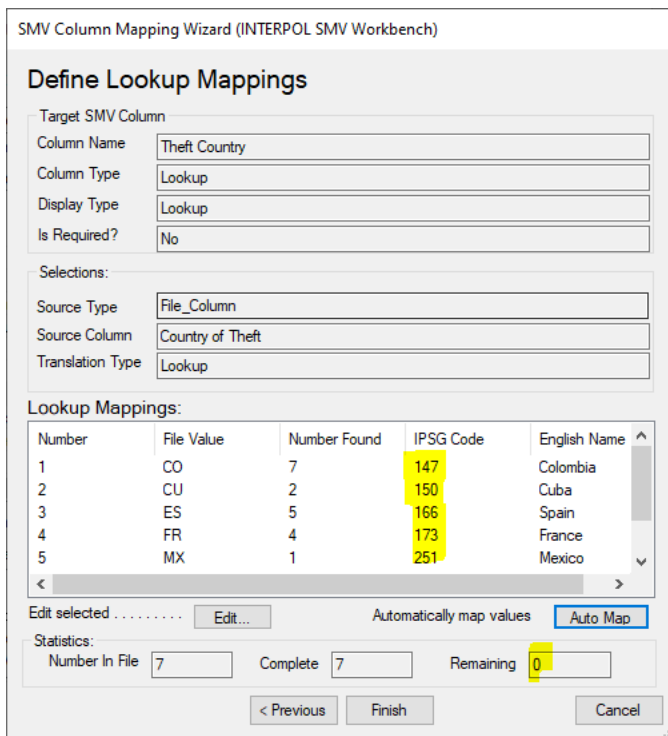 SMV Column Mapping Wizard (INTERPOL SMV Workbench)
Define Lookup Mappings
Target SMV Column
Column Name Theft Country
Column Type Lookup
Display Type Lookup
Is Required? No
Selections:
Source Type File_Column
Source Column Country of Theft
Translation Type Lookup
Lookup Mappings:
Number File Value Number Found IPSG Code English Name
1 CO 7 147 Colombia
2 CU 2 150 Cuba
3 ES 5 166 Spain
4 FR 4 173 France
5 MX 1 251 Mexico
Edit selected . . . . . . . . . Edit... Automatically map values Auto Map
Statistics:
Number In File 7 Complete 7 Remaining 0
< Previous Finish Cancel